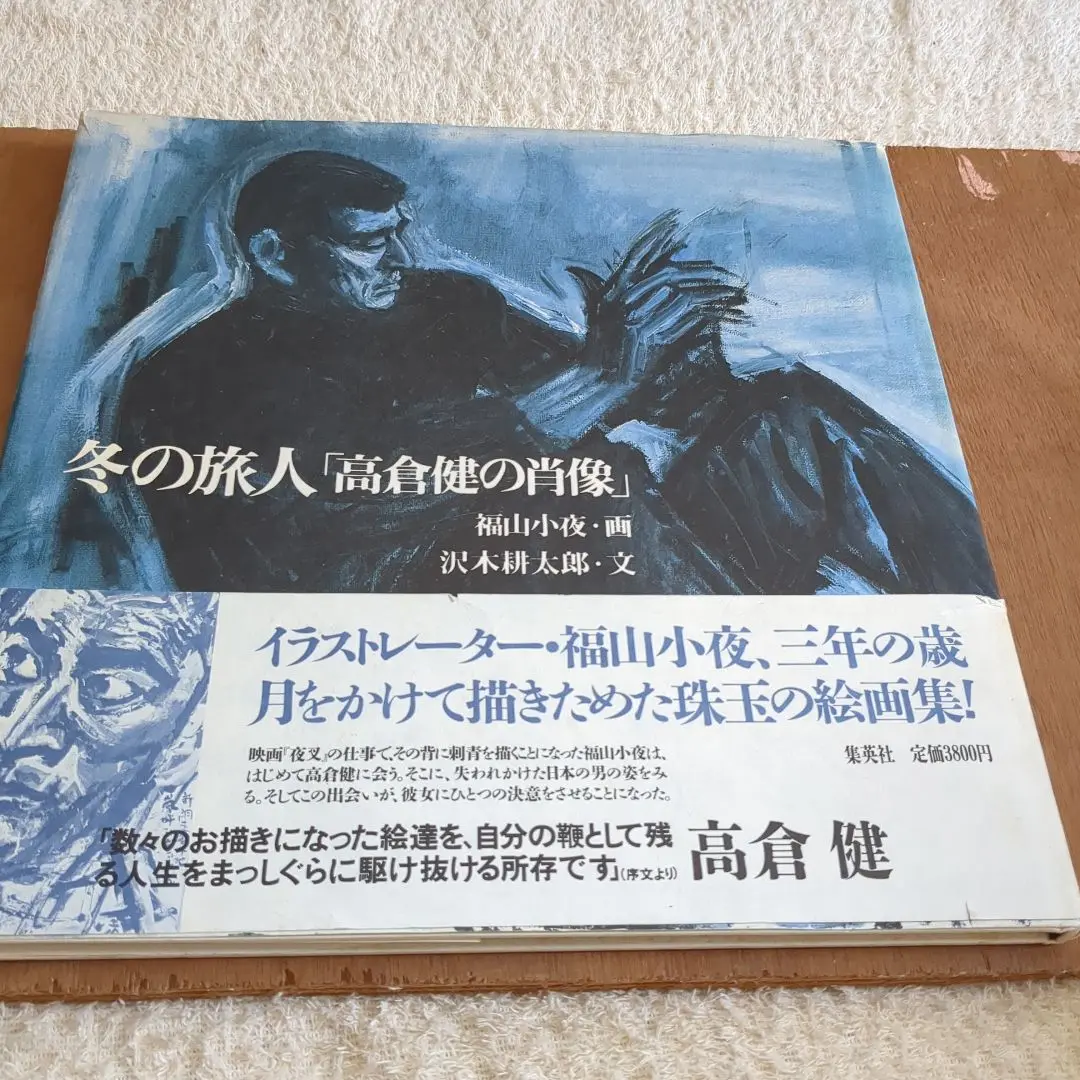 冬の旅人「高倉健の肖像」
福山小夜・画
沢木耕太郎・文
イラストレーター・福山小夜、三年の歳
月をかけて描きためた珠玉の絵画集!
映画『夜叉』の仕事で、その背に刺青を描くことになった福山小夜は、
はじめて高倉健に会う。そこに、失われかけた日本の男の姿をみ
る。そしてこの出会いが、彼女にひとつの決意をさせることになった。
集英社 定価3800円
「数々のお描きになった絵達を、自分の鞭として残
る人生をまっしぐらに駆け抜ける所存です」(序文より)
高倉 健